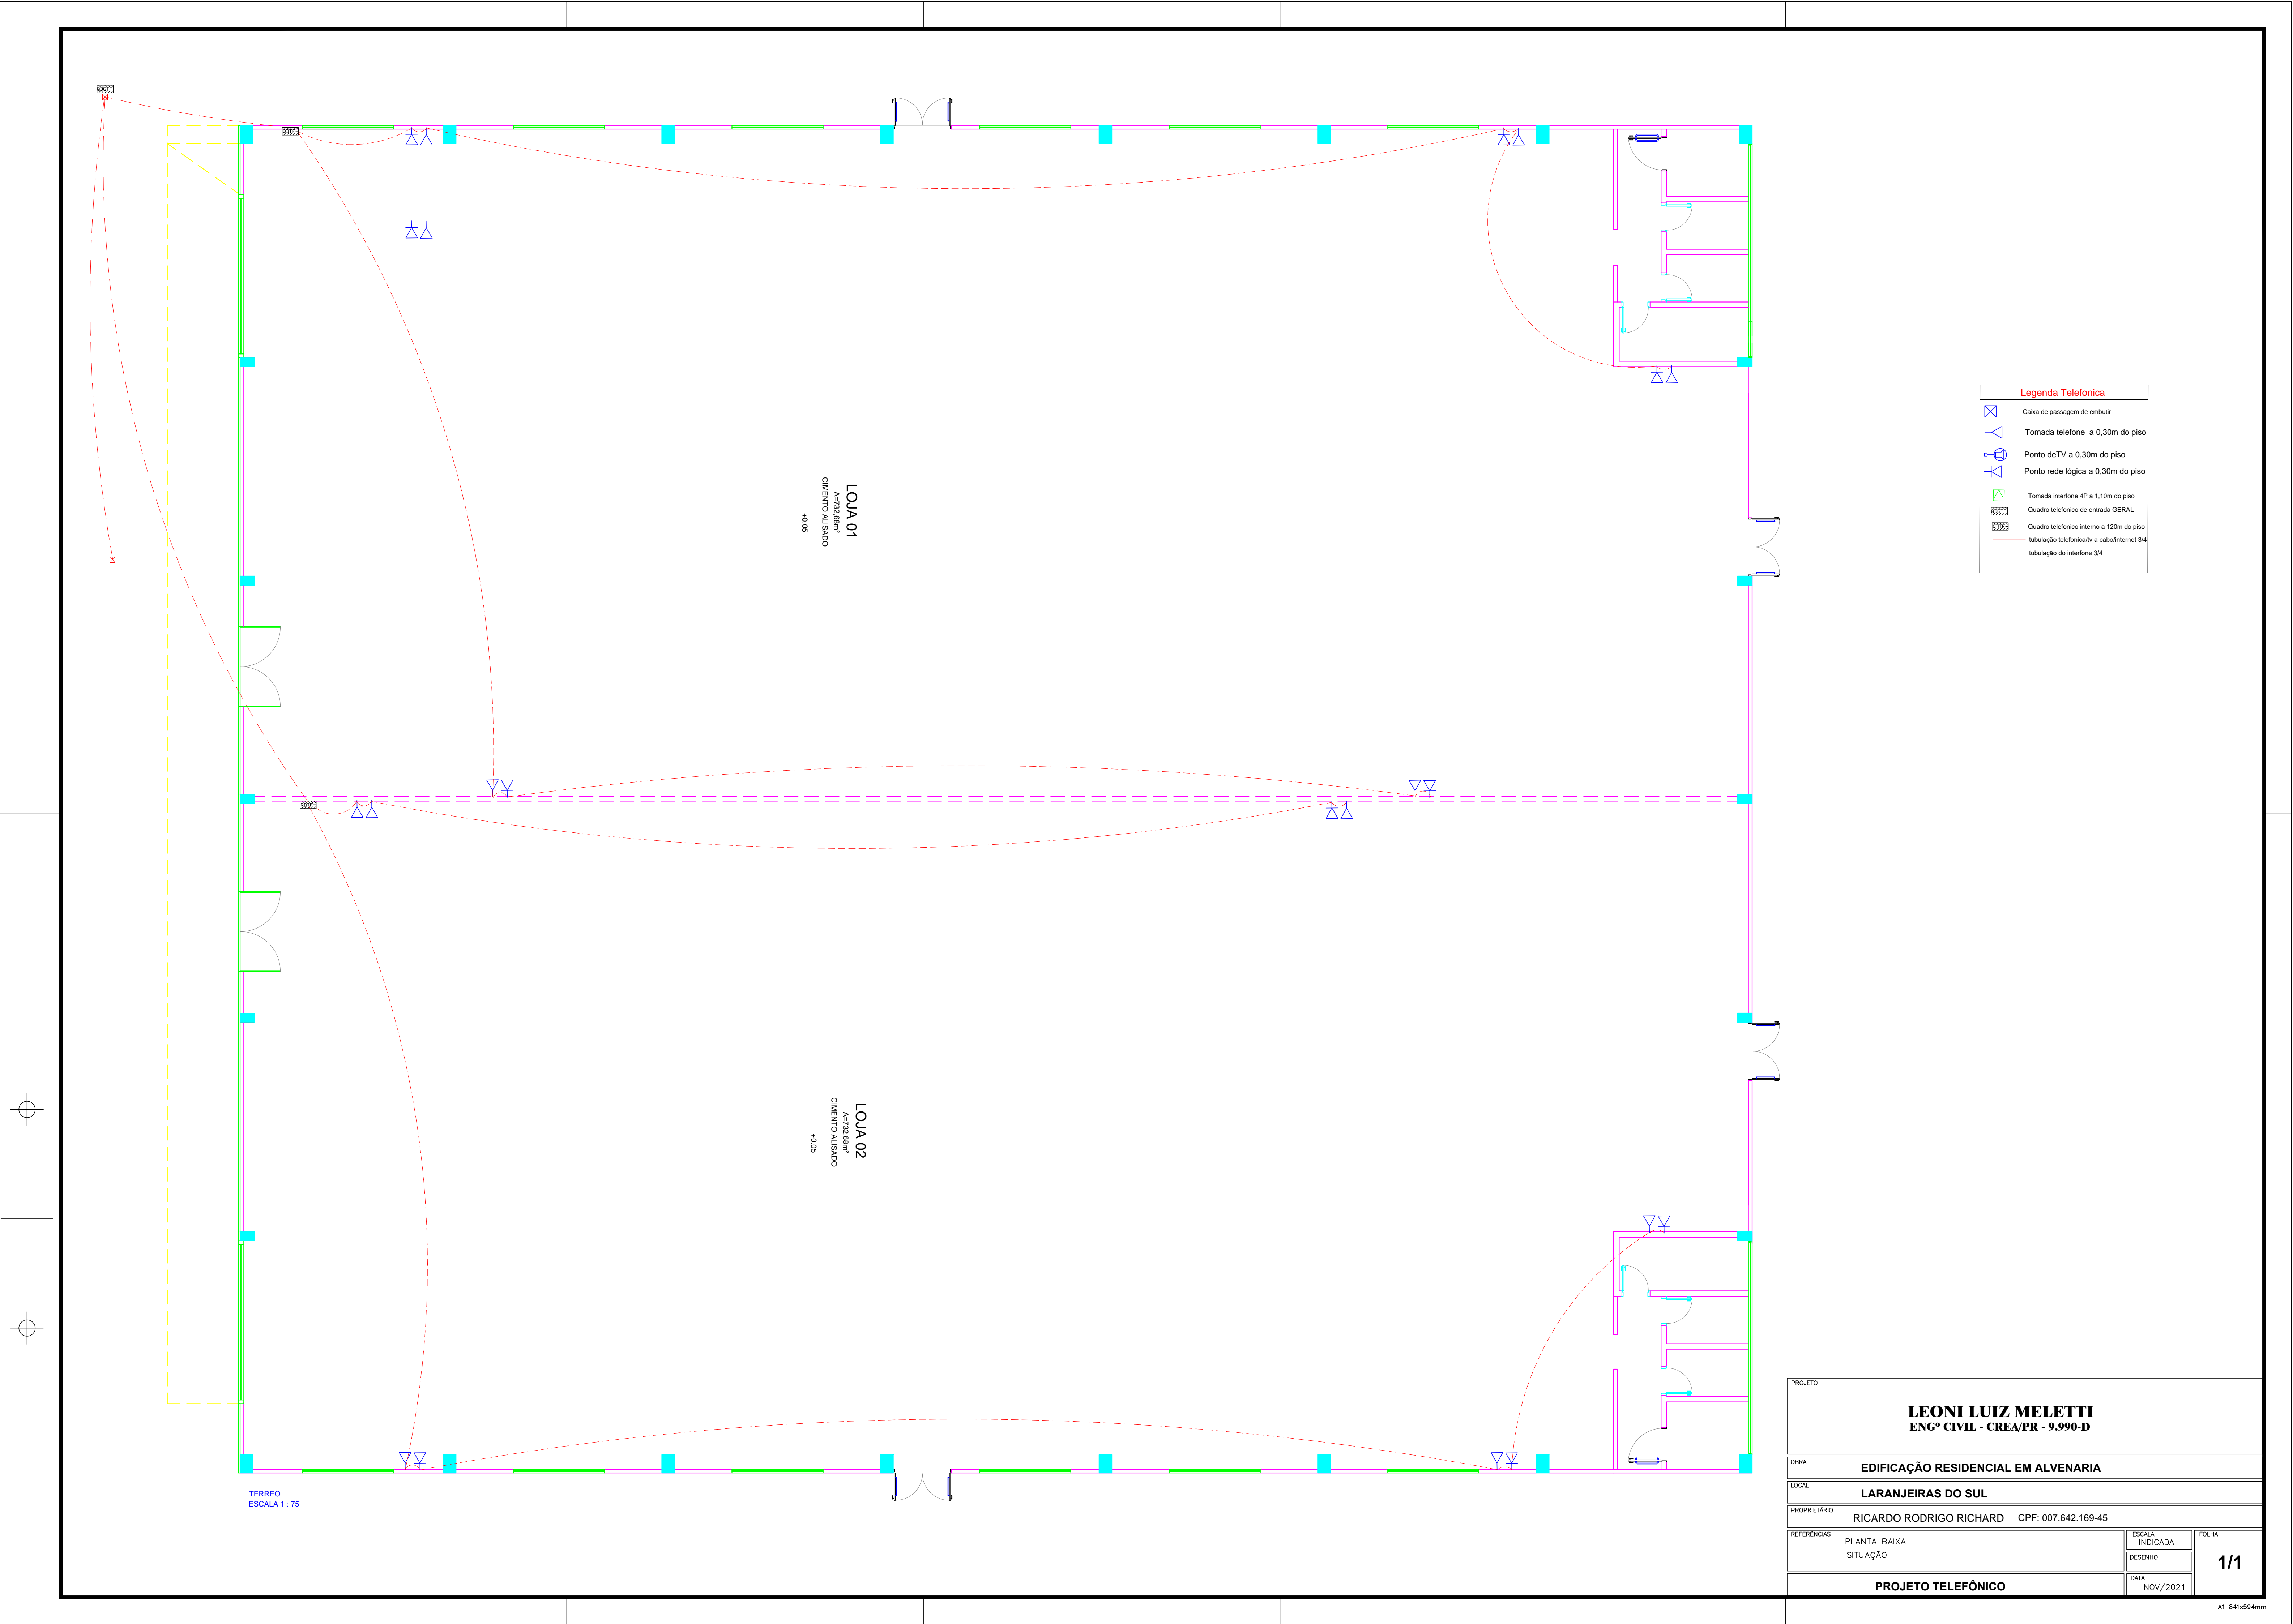 LOJA 01
A=732,68m²
CIMENTO ALISADO
+0.05
LOJA 02
A=732,68m²
CIMENTO ALISADO
+0.05
TERREO
ESCALA 1 : 75
Legenda Telefonica
Caixa de passagem de embutir
Tomada telefone a 0,30m do piso
Ponto deTV a 0,30m do piso
Ponto rede lógica a 0,30m do piso
Tomada interfone 4P a 1,10m do piso
Quadro telefonico de entrada GERAL
Quadro telefonico interno a 120m do piso
tubulação telefonica/tv a cabo/internet 3/4
tubulação do interfone 3/4
PROJETO
LEONI LUIZ MELETTI
ENGº CIVIL - CREA/PR - 9.990-D
OBRA
EDIFICAÇÃO RESIDENCIAL EM ALVENARIA
LOCAL
LARANJEIRAS DO SUL
PROPRIETÁRIO
RICARDO RODRIGO RICHARD CPF: 007.642.169-45
REFERÊNCIAS
PLANTA BAIXA
SITUAÇÃO
ESCALA
INDICADA
DESENHO
FOLHA
1/1
PROJETO TELEFÔNICO
DATA
NOV/2021
A1 841x594mm